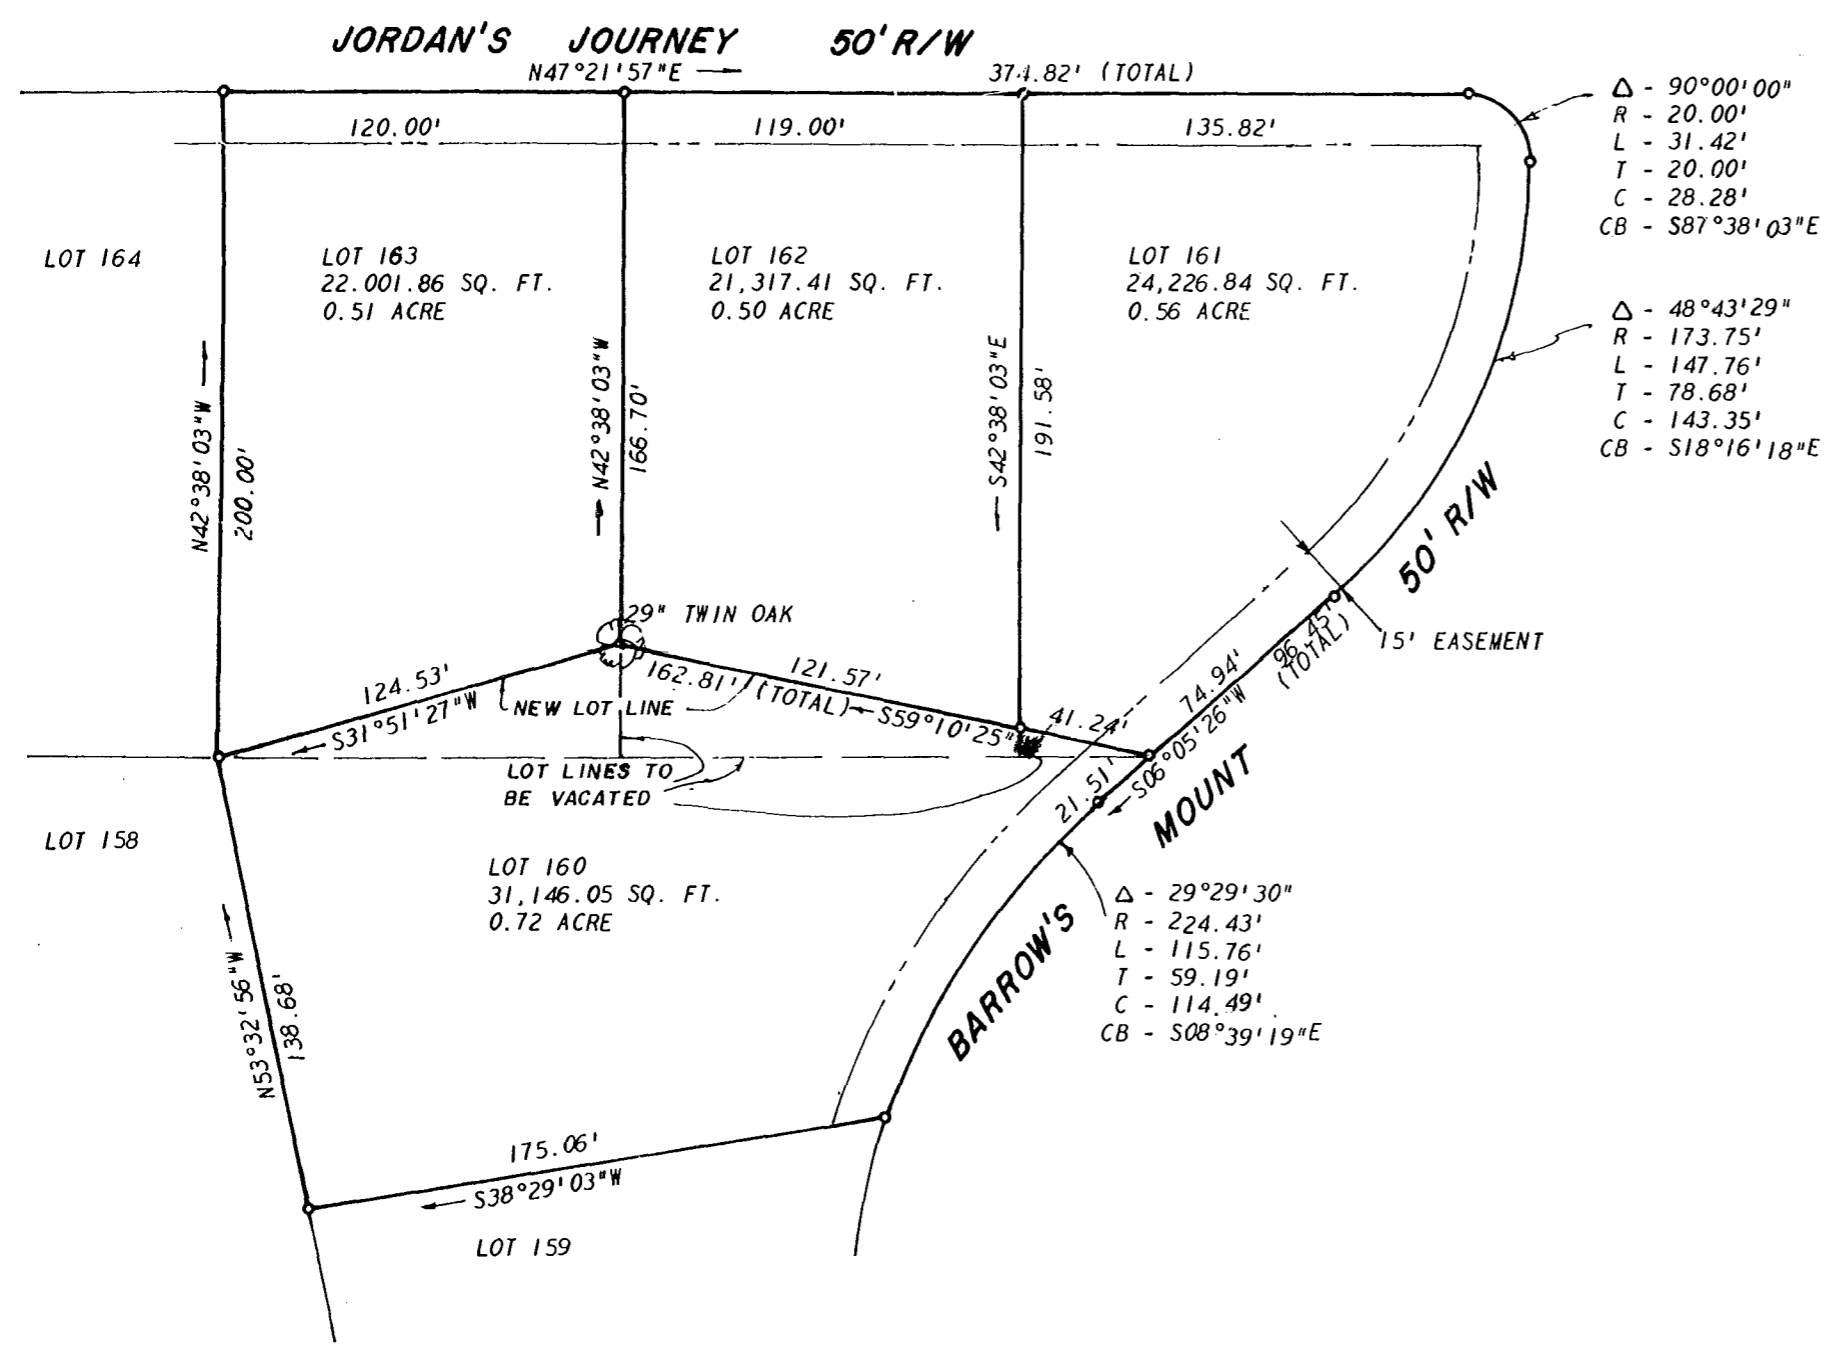 JORDAN'S JOURNEY 50' R/W
N47°21'57"E 374.82' (TOTAL)
120.00' 119.00' 135.82'
Δ - 90°00'00"
R - 20.00'
L - 31.42'
T - 20.00'
C - 28.28'
CB - S87°38'03"E
LOT 164
LOT 163
22.001.86 SQ. FT.
0.51 ACRE
LOT 162
21,317.41 SQ. FT.
0.50 ACRE
LOT 161
24,226.84 SQ. FT.
0.56 ACRE
Δ - 48°43'29"
R - 173.75'
L - 147.76'
T - 78.68'
C - 143.35'
CB - S18°16'18"E
N42°38'03"W
200.00'
N42°38'03"W
166.70'
S42°38'03"E
191.58'
50' R/W
29" TWIN OAK
15' EASEMENT
96.45'
(TOTAL)
74.94'
S06°05'26"W
124.53'
S31°51'27"W
NEW LOT LINE
121.57'
162.81' (TOTAL)
S59°10'25"
41.24'
21.51'
LOT LINES TO
BE VACATED
MOUNT
BARROW'S
LOT 158
LOT 160
31,146.05 SQ. FT.
0.72 ACRE
Δ - 29°29'30"
R - 224.43'
L - 115.76'
T - 59.19'
C - 114.49'
CB - S08°39'19"E
N53°32'56"W
138.68'
175.06'
S38°29'03"W
LOT 159